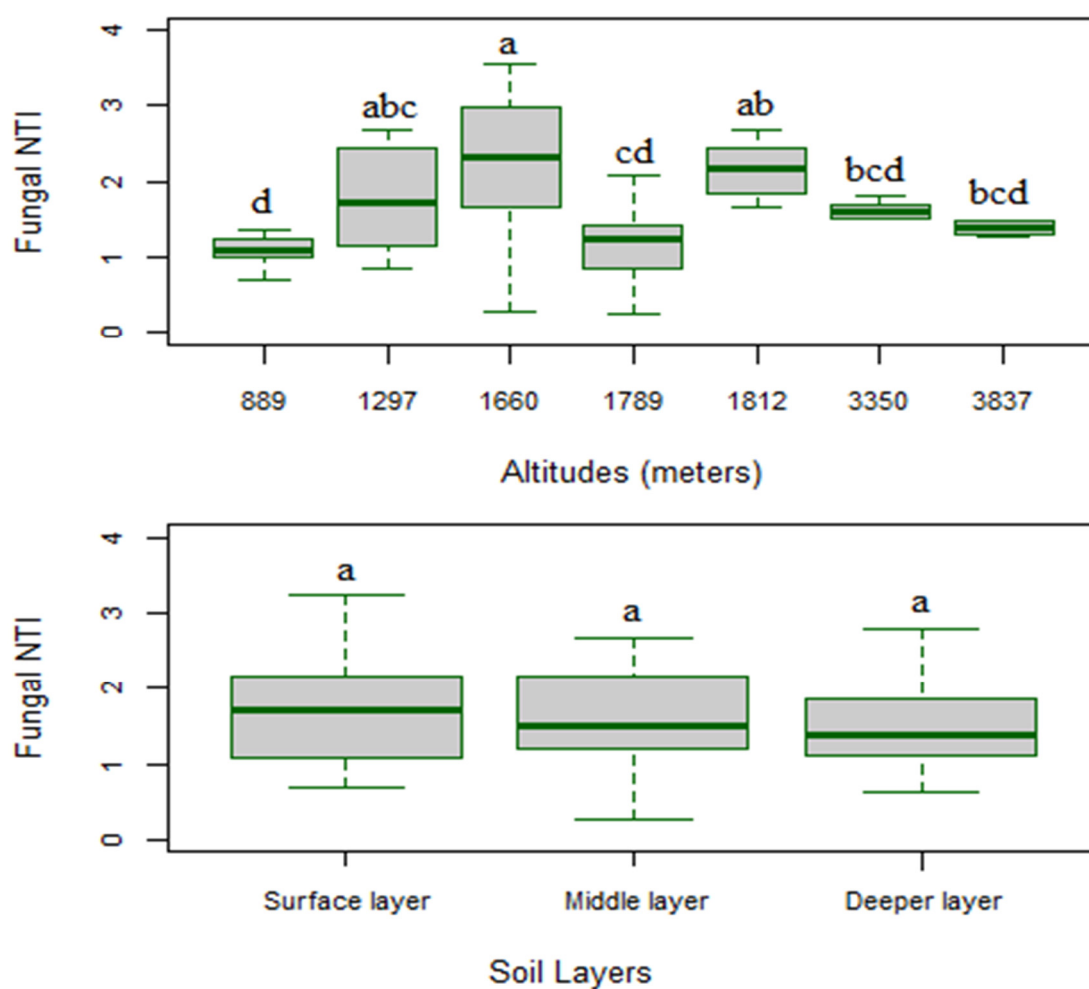 Fungal NTI
4
3
2
1
0
d
abc
a
cd
ab
bcd
bcd
889 1297 1660 1789 1812 3350 3837
Altitudes (meters)
Fungal NTI
4
3
2
1
0
a
a
a
Surface layer Middle layer Deeper layer
Soil Layers